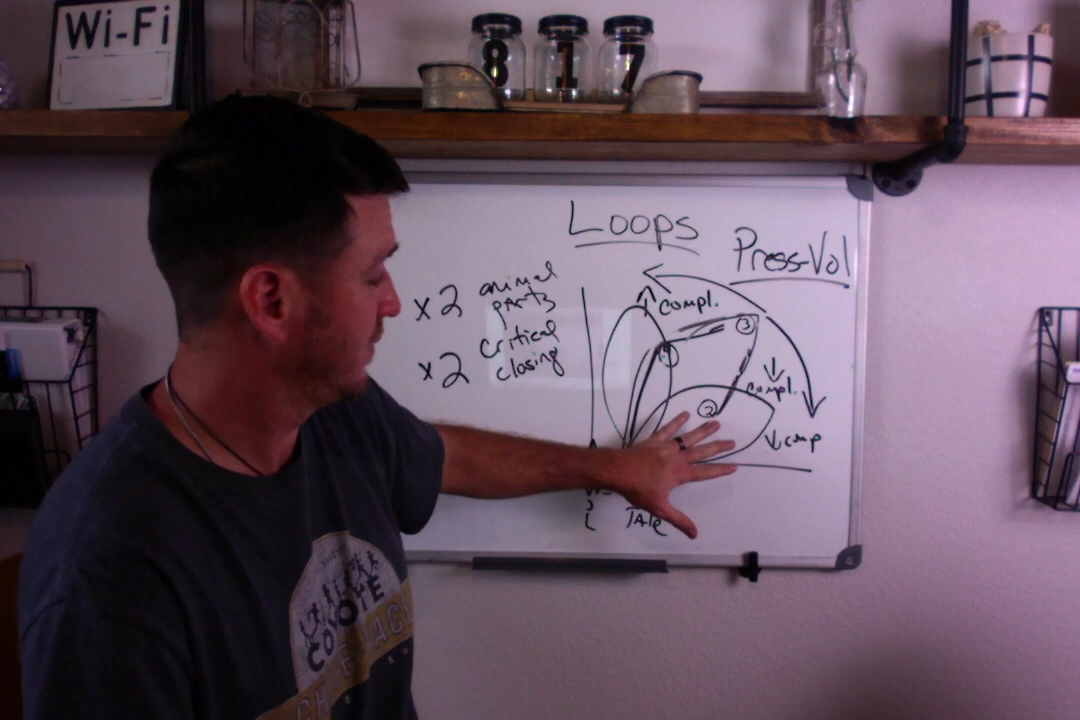 Wi-Fi
8 1 7
Loops
Press-Vol
x2 animal
parts
x2 critical
closing
↑ compl.
1
3
↓
compl.
2
↓ comp
COYOTE